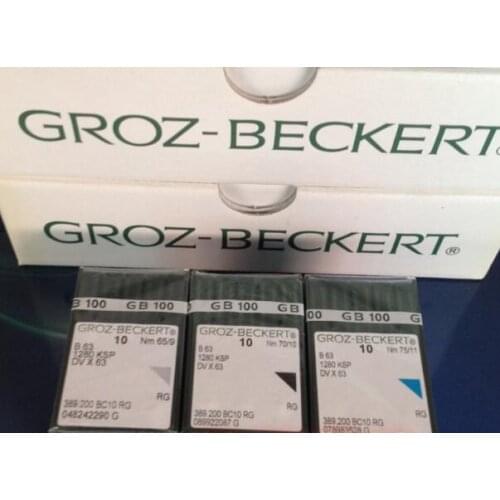 GROZ-BECKERT®
GROZ-BECKERT®
B 100 GB 100
GROZ-BECKERT®
10 Nm 65/9
B 63
1280 KSP
DV X 63
RG
389.200 BC10 RG
048242290 G
GB 100 GB
GROZ-BECKERT®
10 Nm 70/10
B 63
1280 KSP
DV X 63
RG
389.200 BC10 RG
089922087 G
00 GB 100
GROZ-BECKERT®
10 Nm 75/11
B 63
1280 KSP
DV X 63
RG
389.200 BC10 RG